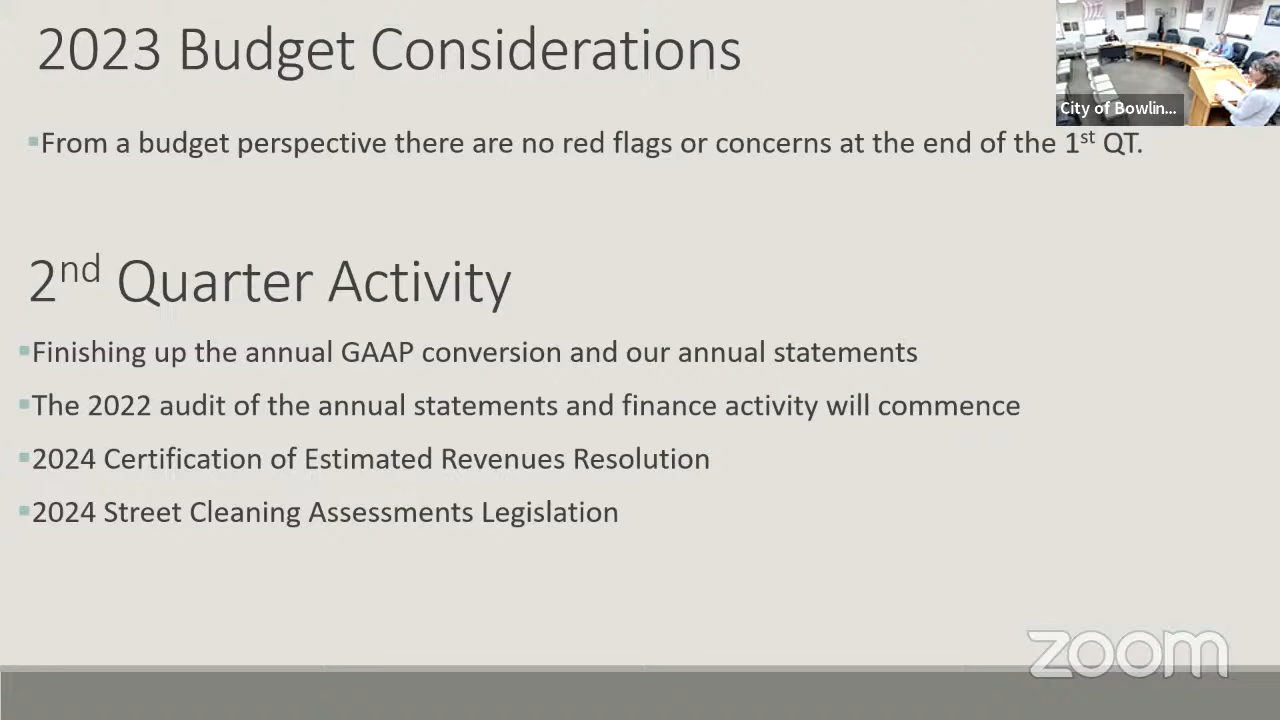 2023 Budget Considerations
City of Bowlin...
From a budget perspective there are no red flags or concerns at the end of the 1st QT.
2nd Quarter Activity
Finishing up the annual GAAP conversion and our annual statements
The 2022 audit of the annual statements and finance activity will commence
2024 Certification of Estimated Revenues Resolution
2024 Street Cleaning Assessments Legislation
zoom